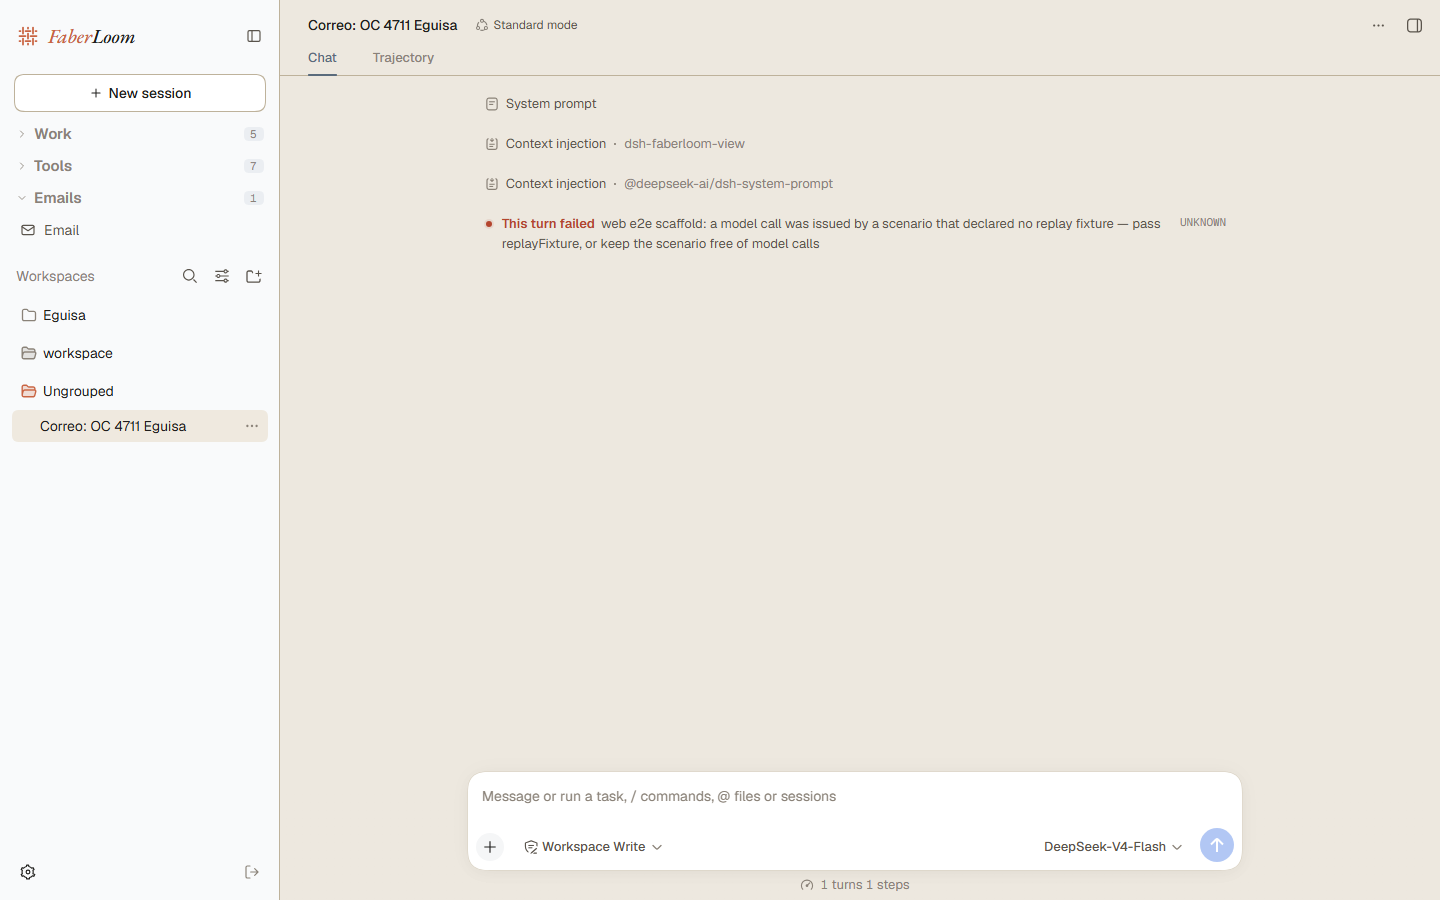 FaberLoom
New session
Work 5
Tools 7
Emails 1
Email
Workspaces
Eguisa
workspace
Ungrouped
Correo: OC 4711 Eguisa
Correo: OC 4711 Eguisa Standard mode
Chat Trajectory
System prompt
Context injection · dsh-faberloom-view
Context injection · @deepseek-ai/dsh-system-prompt
This turn failed web e2e scaffold: a model call was issued by a scenario that declared no replay fixture — pass UNKNOWN
replayFixture, or keep the scenario free of model calls
Message or run a task, / commands, @ files or sessions
Workspace Write DeepSeek-V4-Flash
1 turns 1 steps